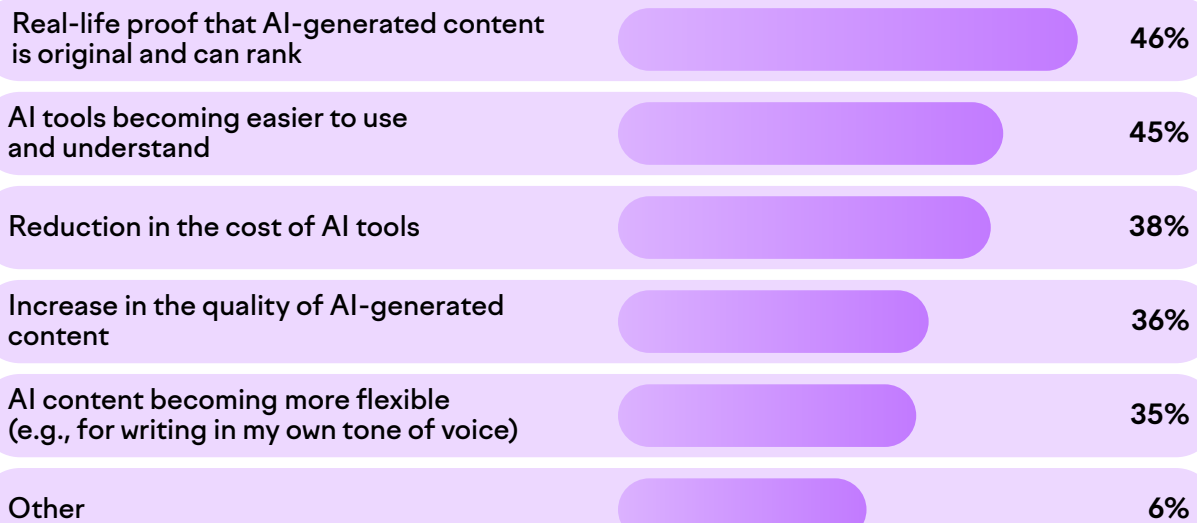 Real-life proof that AI-generated content
is original and can rank
46%
AI tools becoming easier to use
and understand
45%
Reduction in the cost of AI tools
38%
Increase in the quality of AI-generated
content
36%
AI content becoming more flexible
(e.g., for writing in my own tone of voice)
35%
Other
6%